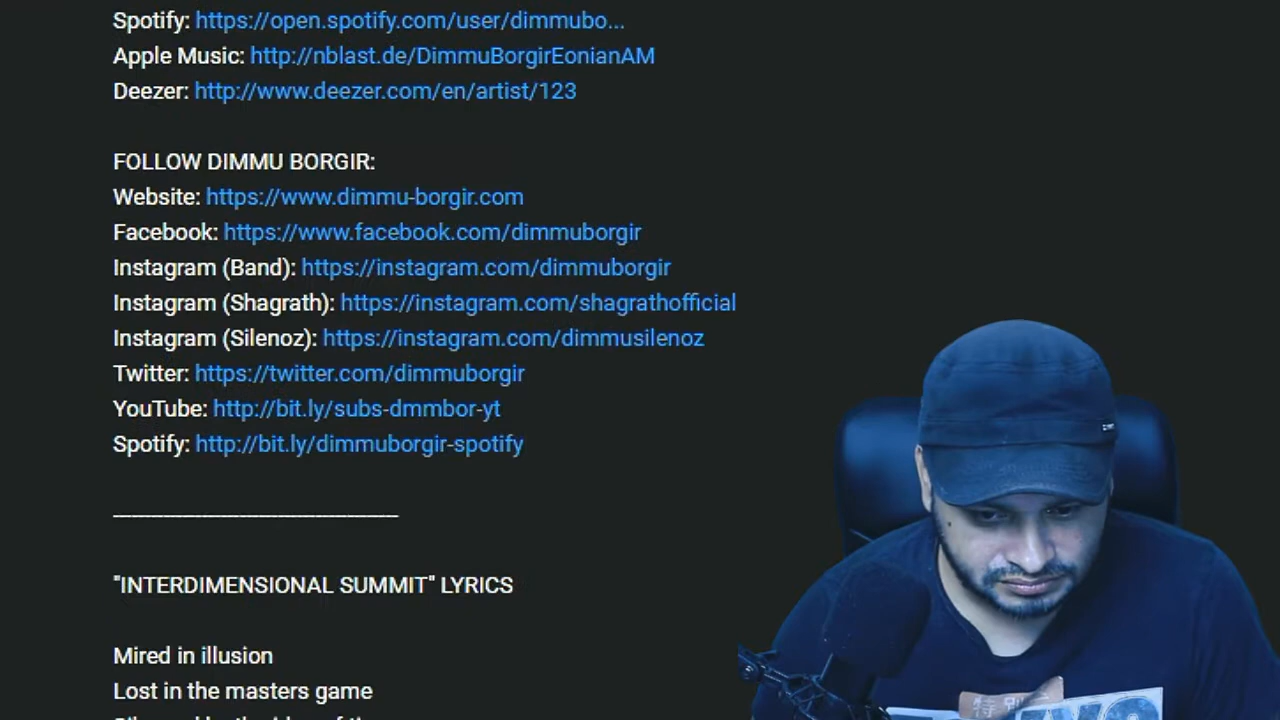 Spotify: https://open.spotify.com/user/dimmubo...
Apple Music: http://nblast.de/DimmuBorgirEonianAM
Deezer: http://www.deezer.com/en/artist/123
FOLLOW DIMMU BORGIR:
Website: https://www.dimmu-borgir.com
Facebook: https://www.facebook.com/dimmuborgir
Instagram (Band): https://instagram.com/dimmuborgir
Instagram (Shagrath): https://instagram.com/shagrathofficial
Instagram (Silenoz): https://instagram.com/dimmusilenoz
Twitter: https://twitter.com/dimmuborgir
YouTube: http://bit.ly/subs-dmmbor-yt
Spotify: http://bit.ly/dimmuborgir-spotify
"INTERDIMENSIONAL SUMMIT" LYRICS
Mired in illusion
Lost in the masters game